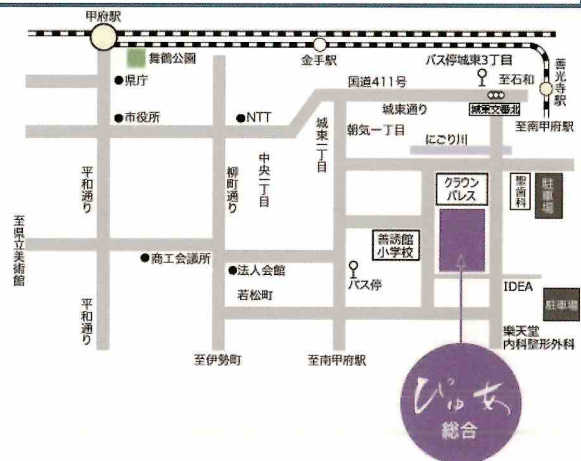 甲府駅
舞鶴公園
金手駅
バス停城東3丁目
善光寺駅
●県庁
国道411号
至石和
城東通り
城東交番北
●市役所
●NTT
朝気一丁目
至南甲府駅
城東一丁目
にごり川
中央一丁目
平和通り
柳町通り
クラウン
パレス
聖歯科
駐車場
至県立美術館
善誘館
小学校
●商工会議所
●法人会館
バス停
IDEA
若松町
駐車場
平和通り
樂天堂
内科整形外科
至伊勢町
至南甲府駅
ぴゅあ
総合